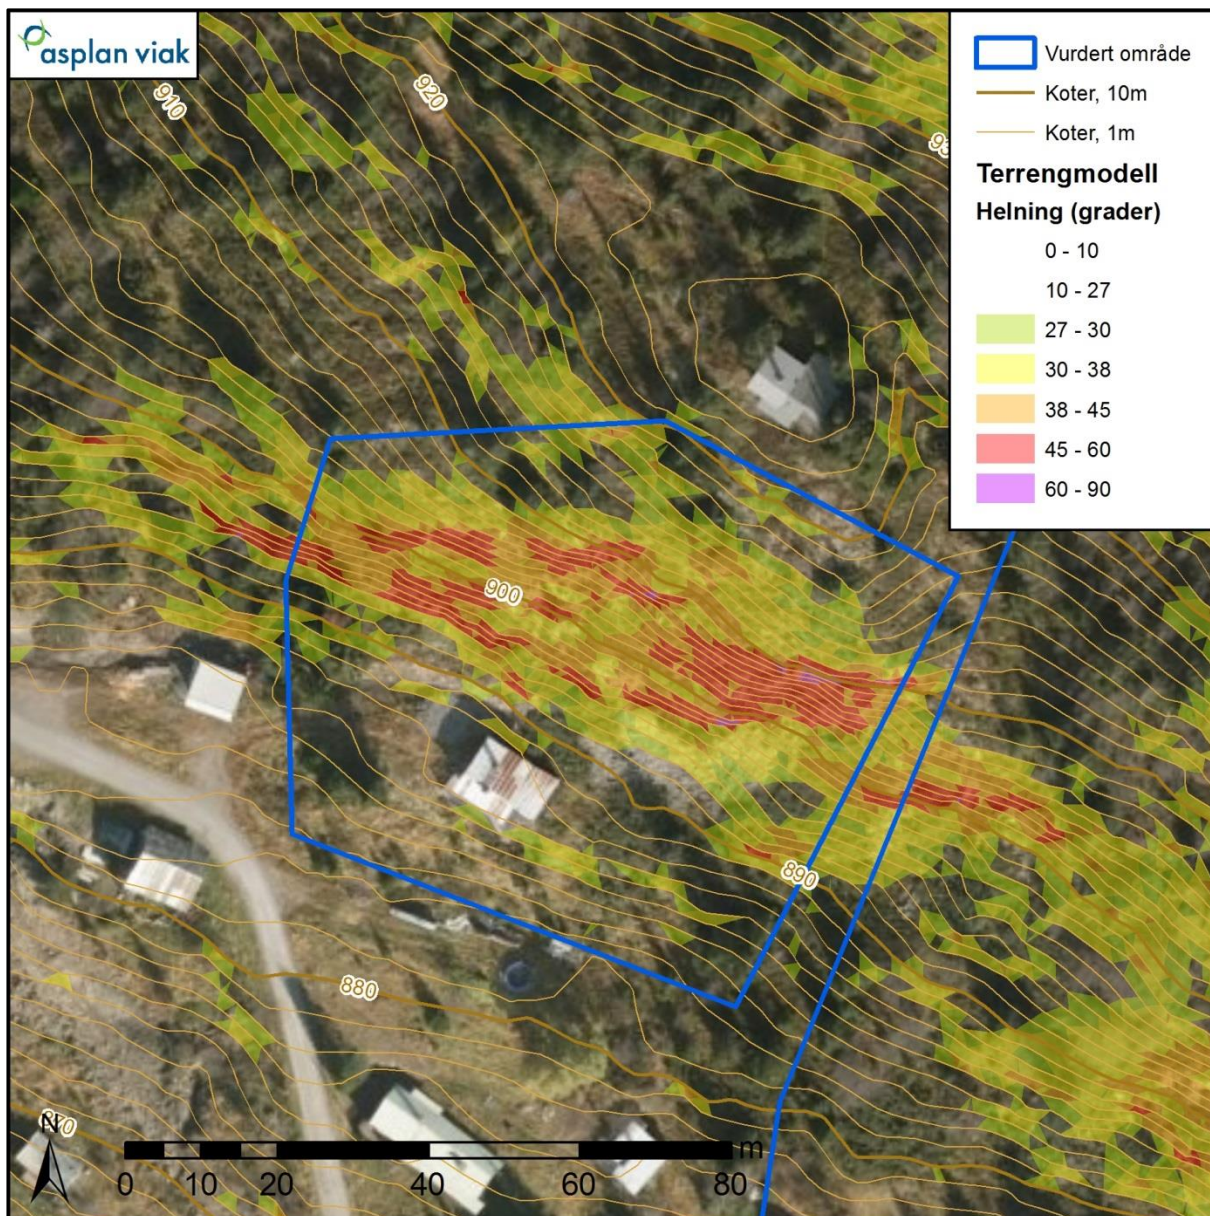 asplan viak
Vurdert område
Koter, 10m
Koter, 1m
Terrengmodell
Helning (grader)
0 - 10
10 - 27
27 - 30
30 - 38
38 - 45
45 - 60
60 - 90
910
920
900
890
880
N
m
0 10 20 40 60 80